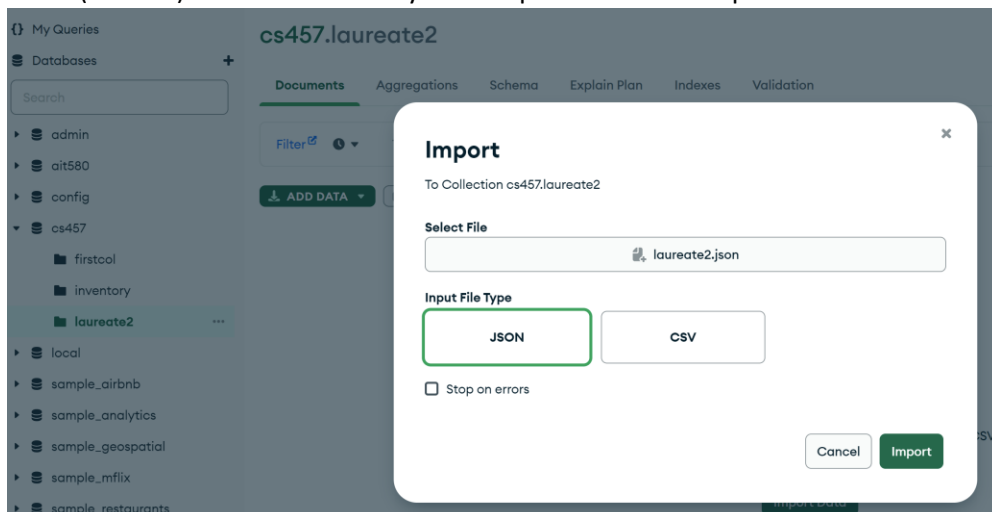 {} My Queries
Databases +
Search
admin
ait580
config
cs457
firstcol
inventory
laureate2 ...
local
sample_airbnb
sample_analytics
sample_geospatial
sample_mflix
sample_restaurants
cs457.laureate2
Documents Aggregations Schema Explain Plan Indexes Validation
Filter
ADD DATA
Import
To Collection cs457.laureate2
Select File
laureate2.json
Input File Type
JSON CSV
Stop on errors
Cancel Import
Import Data